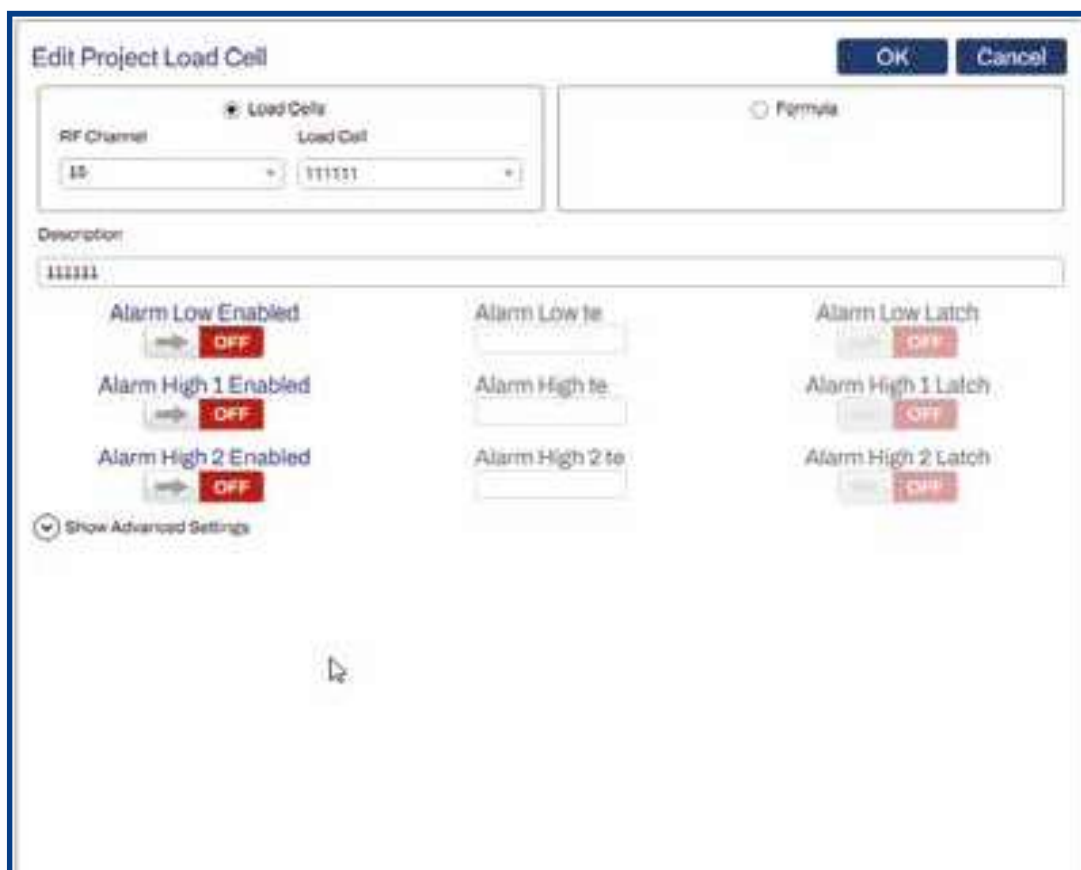 Edit Project Load Cell
OK
Cancel
Load Cells
Formula
RF Channel
Load Cell
15
111111
Description
111111
Alarm Low Enabled
Alarm Low te
Alarm Low Latch
OFF
OFF
Alarm High 1 Enabled
Alarm High te
Alarm High 1 Latch
OFF
OFF
Alarm High 2 Enabled
Alarm High 2 te
Alarm High 2 Latch
OFF
OFF
Show Advanced Settings